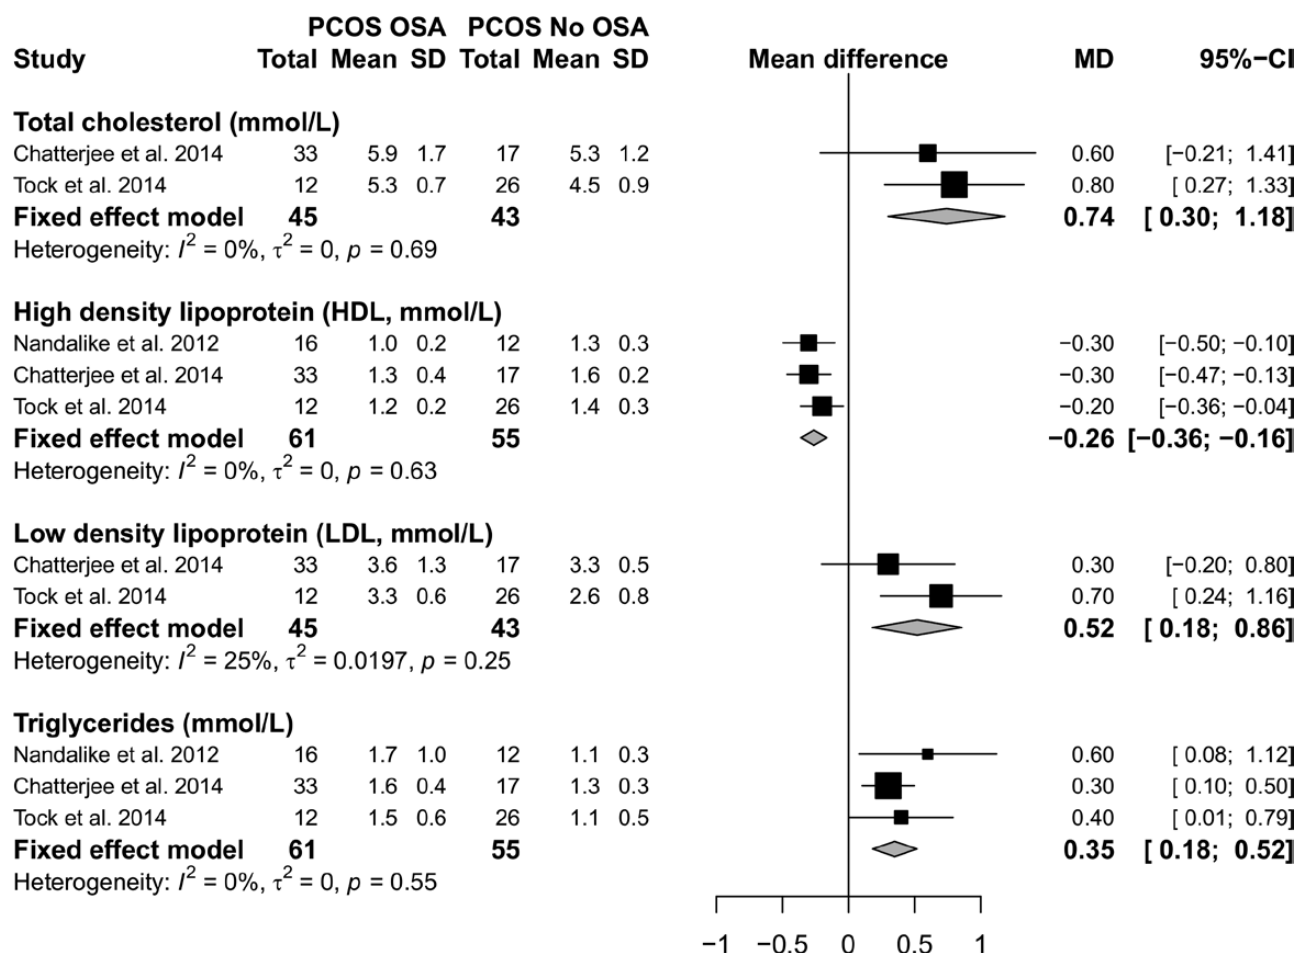 PCOS OSA PCOS No OSA
Study Total Mean SD Total Mean SD Mean difference MD 95%−CI
Total cholesterol (mmol/L)
Chatterjee et al. 2014 33 5.9 1.7 17 5.3 1.2 0.60 [−0.21; 1.41]
Tock et al. 2014 12 5.3 0.7 26 4.5 0.9 0.80 [ 0.27; 1.33]
Fixed effect model 45 43 0.74 [ 0.30; 1.18]
Heterogeneity: I² = 0%, τ² = 0, p = 0.69
High density lipoprotein (HDL, mmol/L)
Nandalike et al. 2012 16 1.0 0.2 12 1.3 0.3 −0.30 [−0.50; −0.10]
Chatterjee et al. 2014 33 1.3 0.4 17 1.6 0.2 −0.30 [−0.47; −0.13]
Tock et al. 2014 12 1.2 0.2 26 1.4 0.3 −0.20 [−0.36; −0.04]
Fixed effect model 61 55 −0.26 [−0.36; −0.16]
Heterogeneity: I² = 0%, τ² = 0, p = 0.63
Low density lipoprotein (LDL, mmol/L)
Chatterjee et al. 2014 33 3.6 1.3 17 3.3 0.5 0.30 [−0.20; 0.80]
Tock et al. 2014 12 3.3 0.6 26 2.6 0.8 0.70 [ 0.24; 1.16]
Fixed effect model 45 43 0.52 [ 0.18; 0.86]
Heterogeneity: I² = 25%, τ² = 0.0197, p = 0.25
Triglycerides (mmol/L)
Nandalike et al. 2012 16 1.7 1.0 12 1.1 0.3 0.60 [ 0.08; 1.12]
Chatterjee et al. 2014 33 1.6 0.4 17 1.3 0.3 0.30 [ 0.10; 0.50]
Tock et al. 2014 12 1.5 0.6 26 1.1 0.5 0.40 [ 0.01; 0.79]
Fixed effect model 61 55 0.35 [ 0.18; 0.52]
Heterogeneity: I² = 0%, τ² = 0, p = 0.55
−1 −0.5 0 0.5 1